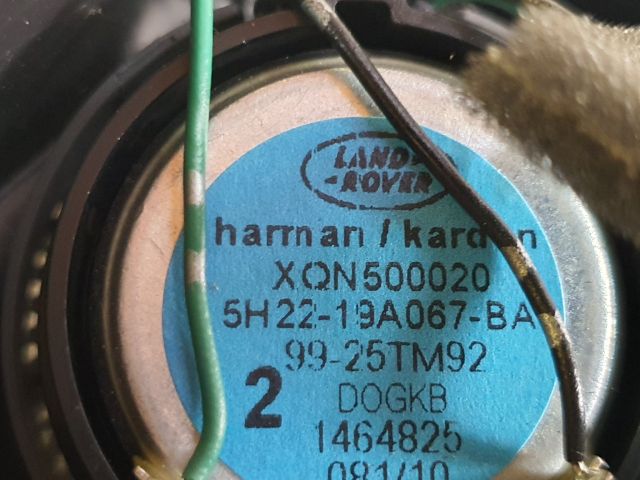 LAND-
-ROVER
harman / kardon
XQN500020
5H22-19A067-BA
99-25TM92
2 DOGKB
1464825
081/10